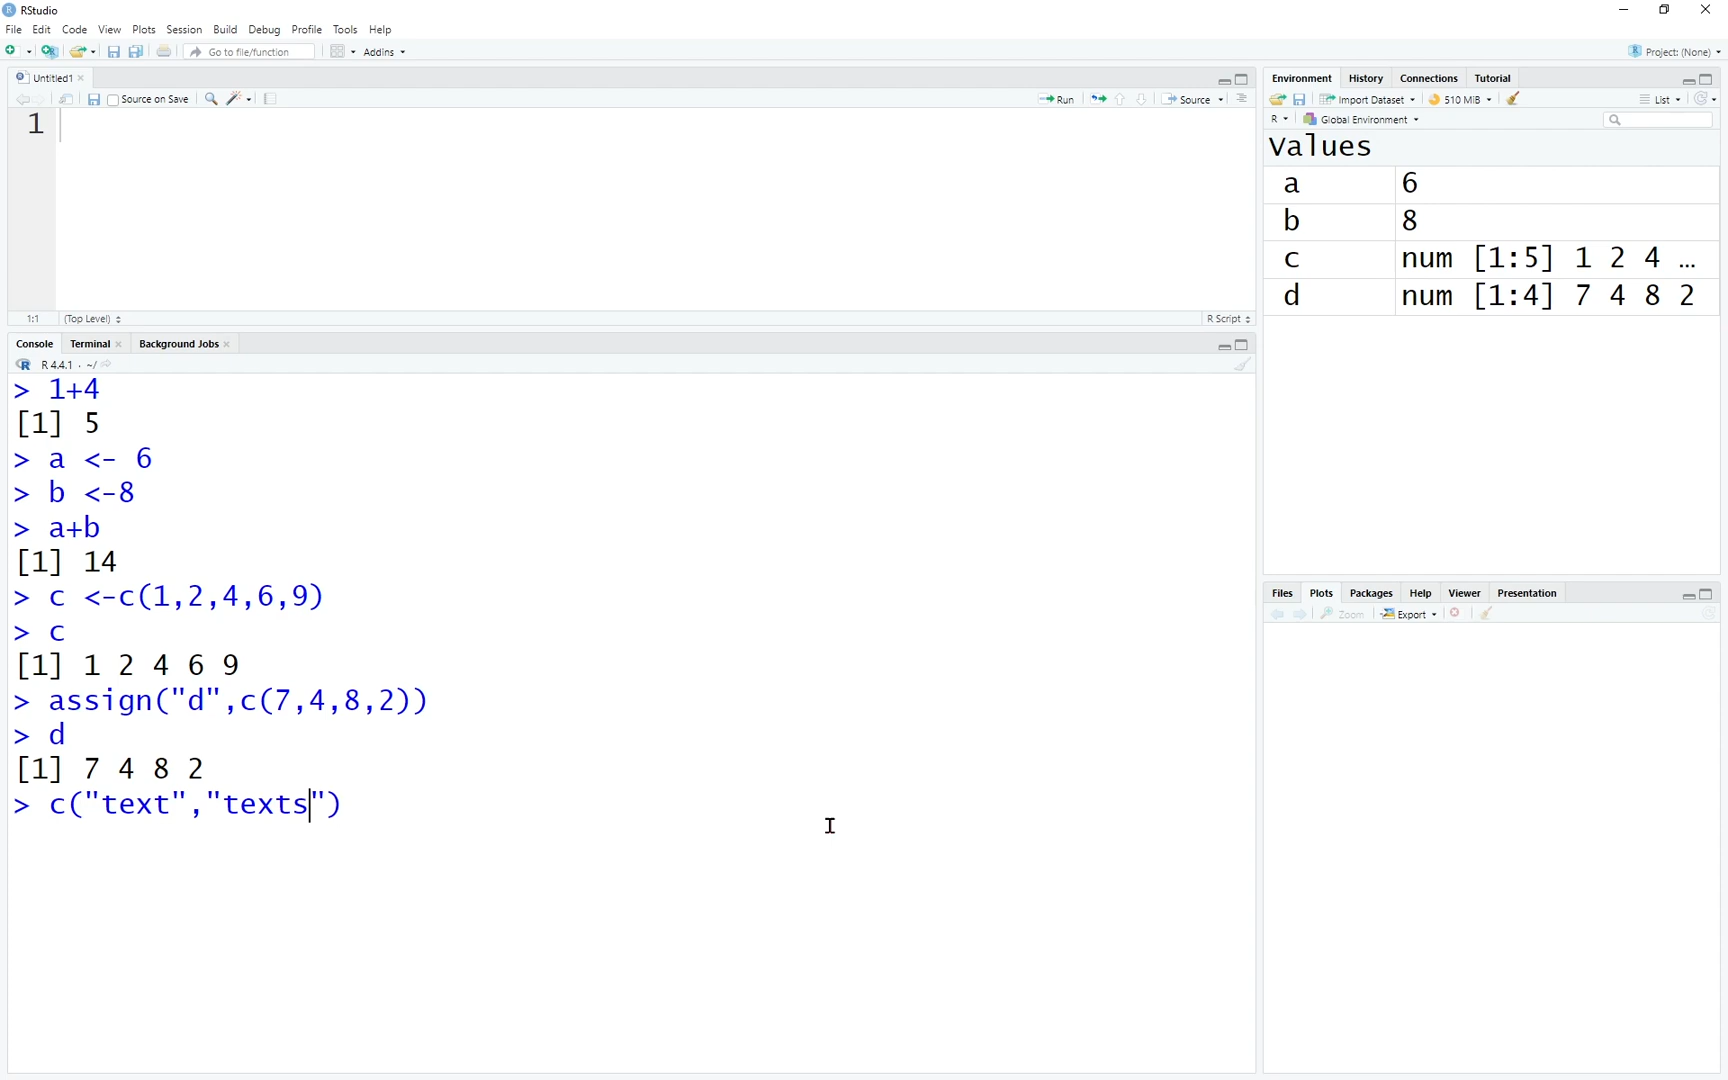 RStudio
File Edit Code View Plots Session Build Debug Profile Tools Help
Go to file/function Addins Project: (None)
Untitled1
Source on Save Run Source
1
1:1 (Top Level) R Script
Console Terminal Background Jobs
R 4.4.1 · ~/
> 1+4
[1] 5
> a <- 6
> b <-8
> a+b
[1] 14
> c <-c(1,2,4,6,9)
> c
[1] 1 2 4 6 9
> assign("d",c(7,4,8,2))
> d
[1] 7 4 8 2
> c("text","texts")
Environment History Connections Tutorial
Import Dataset 510 MiB List
R Global Environment
Values
a 6
b 8
c num [1:5] 1 2 4 ...
d num [1:4] 7 4 8 2
Files Plots Packages Help Viewer Presentation
Zoom Export